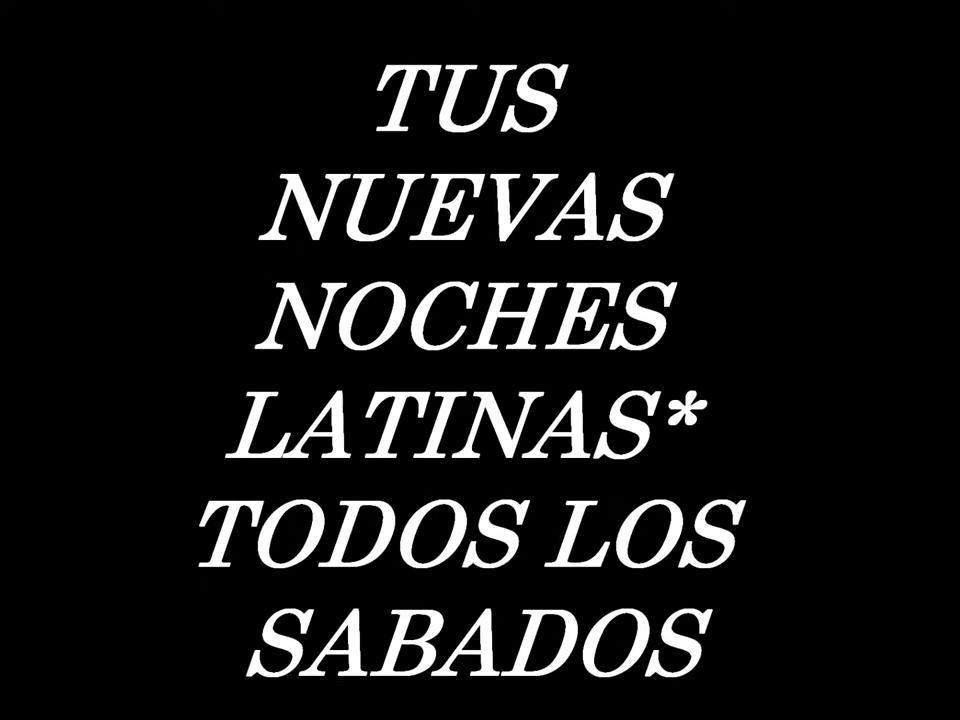 TUS
NUEVAS
NOCHES
LATINAS*
TODOS LOS
SABADOS